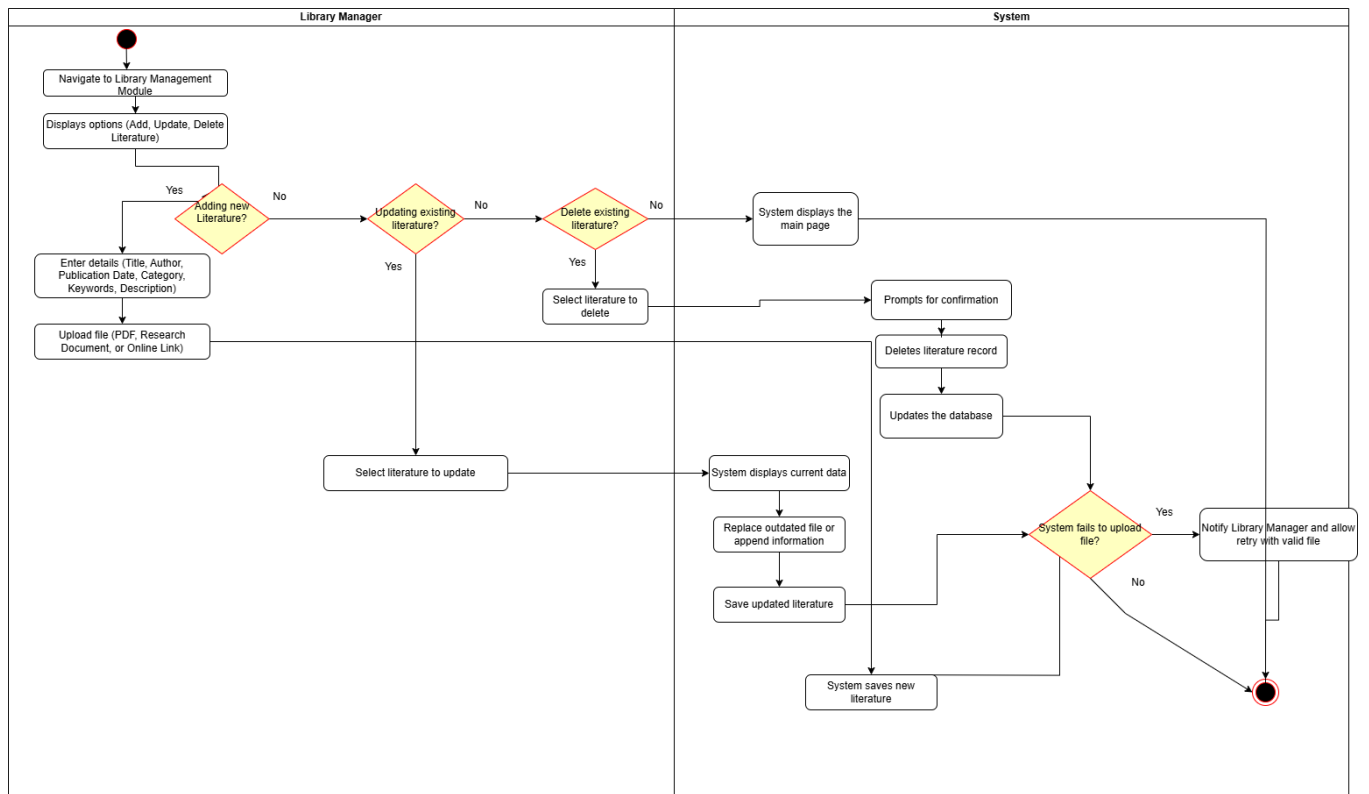 Library Manager
System
Navigate to Library Management
Module
Displays options (Add, Update, Delete
Literature)
Yes
Adding new
Literature?
No
Updating existing
literature?
No
Delete existing
literature?
No
System displays the
main page
Enter details (Title, Author,
Publication Date, Category,
Keywords, Description)
Yes
Yes
Select literature to
delete
Prompts for confirmation
Upload file (PDF, Research
Document, or Online Link)
Deletes literature record
Updates the database
Select literature to update
System displays current data
Replace outdated file or
append information
System fails to upload
file?
Yes
Notify Library Manager and allow
retry with valid file
No
Save updated literature
System saves new
literature